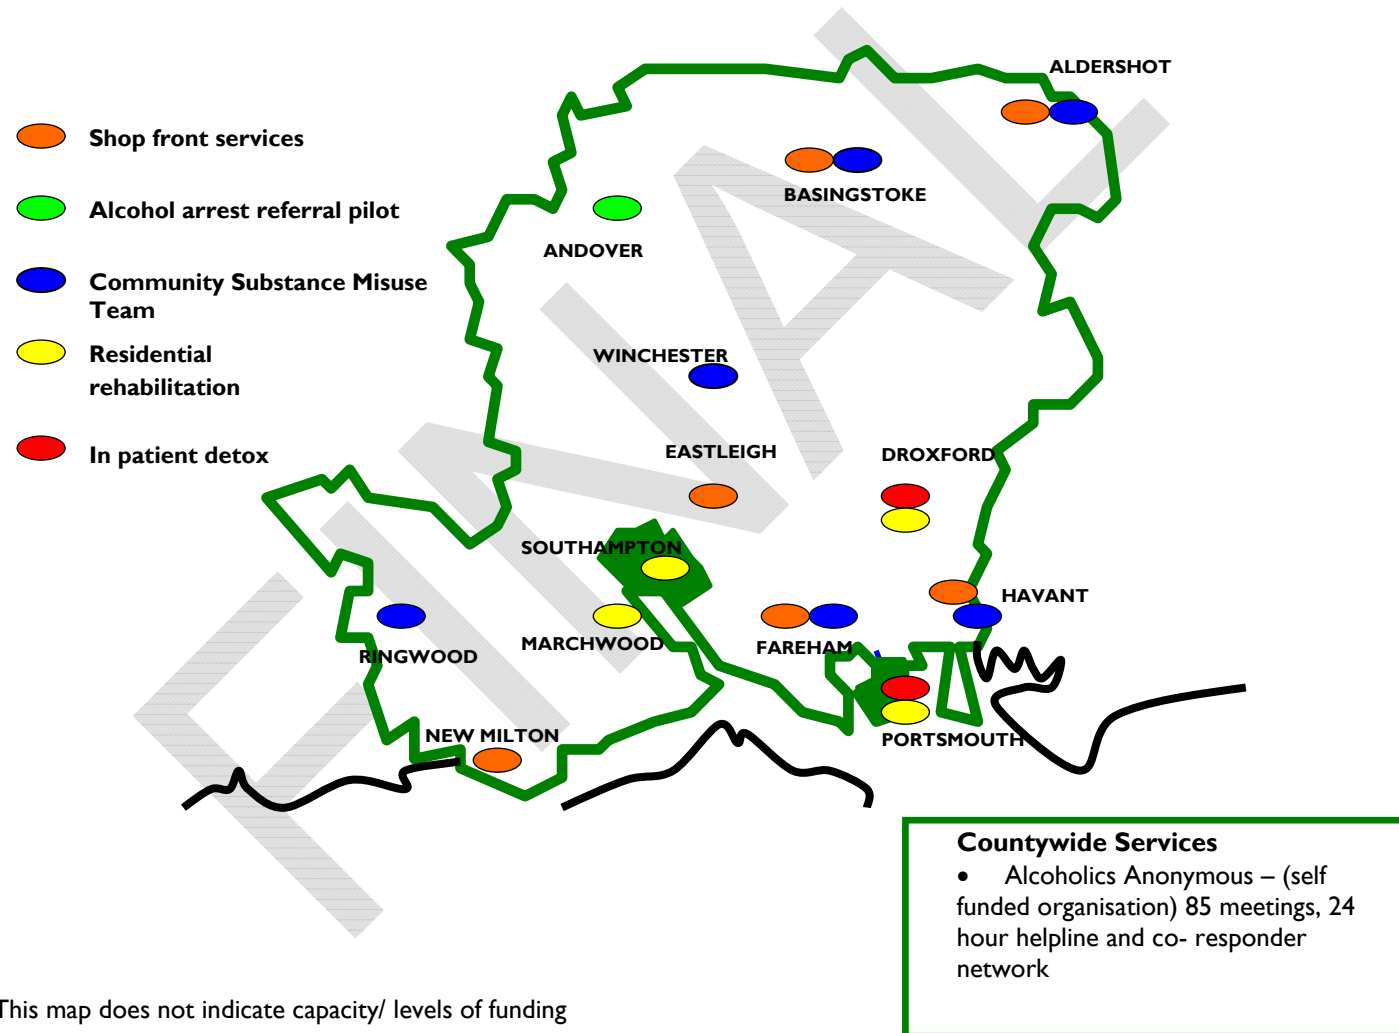 ALDERSHOT
Shop front services
BASINGSTOKE
Alcohol arrest referral pilot
ANDOVER
Community Substance Misuse
Team
WINCHESTER
Residential
rehabilitation
EASTLEIGH
DROXFORD
In patient detox
SOUTHAMPTON
HAVANT
MARCHWOOD
FAREHAM
RINGWOOD
NEW MILTON
PORTSMOUTH
FINAL
Countywide Services
• Alcoholics Anonymous – (self
funded organisation) 85 meetings, 24
hour helpline and co- responder
network
This map does not indicate capacity/ levels of funding